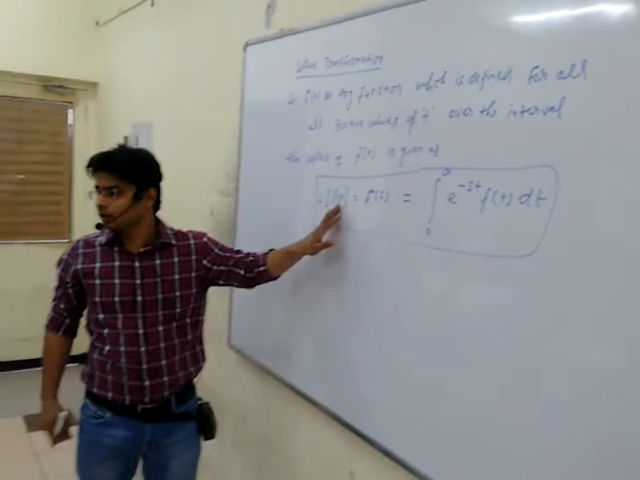 Laplace Transformation
Let f(t) be any function which is defined for all
all positive values of 't' over the interval
the Laplace of f(t) is given as
L[f(t)] = F(s) = ∫₀^∞ e^{-st} f(t) dt